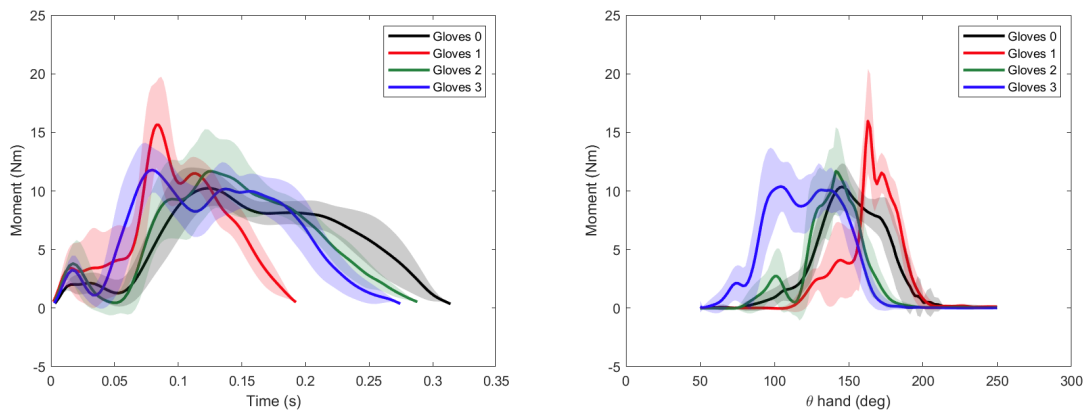 25
20
15
10
5
0
-5
Moment (Nm)
0 0.05 0.1 0.15 0.2 0.25 0.3 0.35
Time (s)
Gloves 0
Gloves 1
Gloves 2
Gloves 3
25
20
15
10
5
0
-5
Moment (Nm)
0 50 100 150 200 250 300
θ hand (deg)
Gloves 0
Gloves 1
Gloves 2
Gloves 3